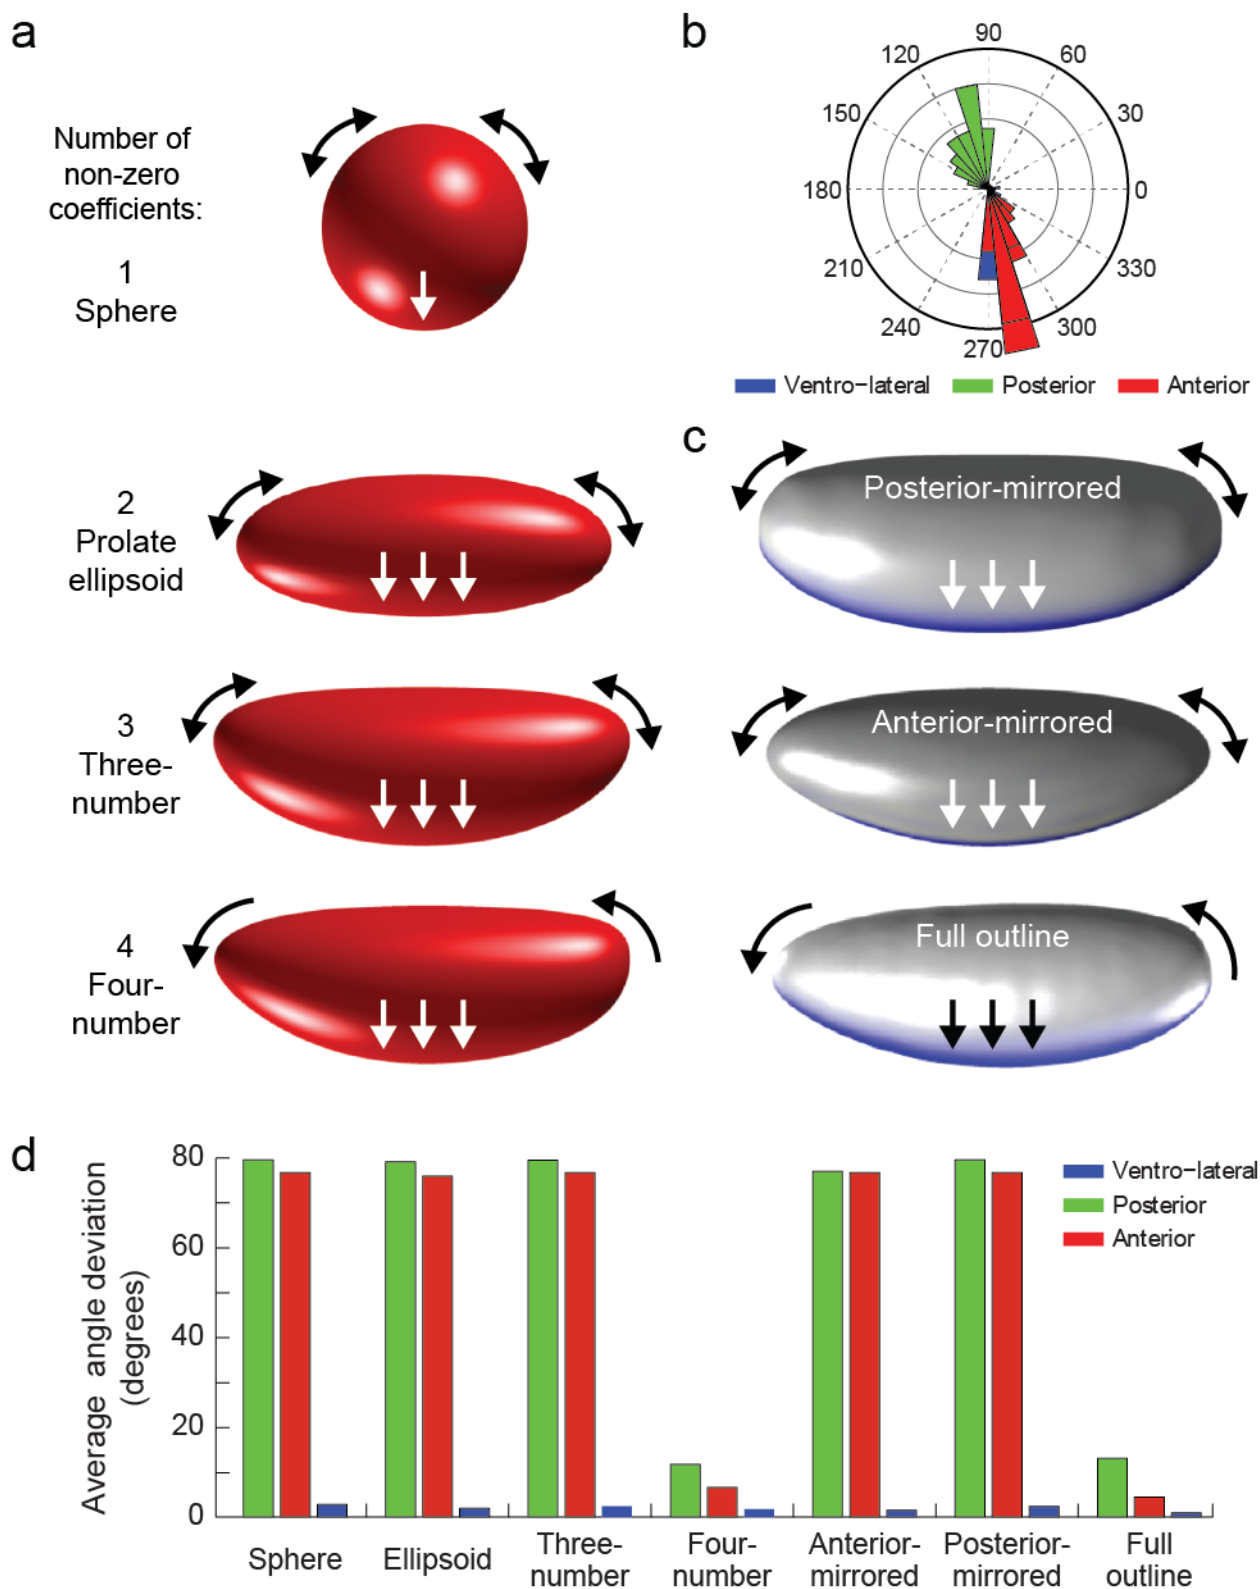 a
Number of
non-zero
coefficients:
1
Sphere
b
90
120
60
150
30
180
0
210
330
240
300
270
Ventro-lateral
Posterior
Anterior
2
Prolate
ellipsoid
3
Three-
number
4
Four-
number
c
Posterior-mirrored
Anterior-mirrored
Full outline
d
Average angle deviation
(degrees)
80
60
40
20
0
Ventro-lateral
Posterior
Anterior
Sphere
Ellipsoid
Three-
number
Four-
number
Anterior-
mirrored
Posterior-
mirrored
Full
outline